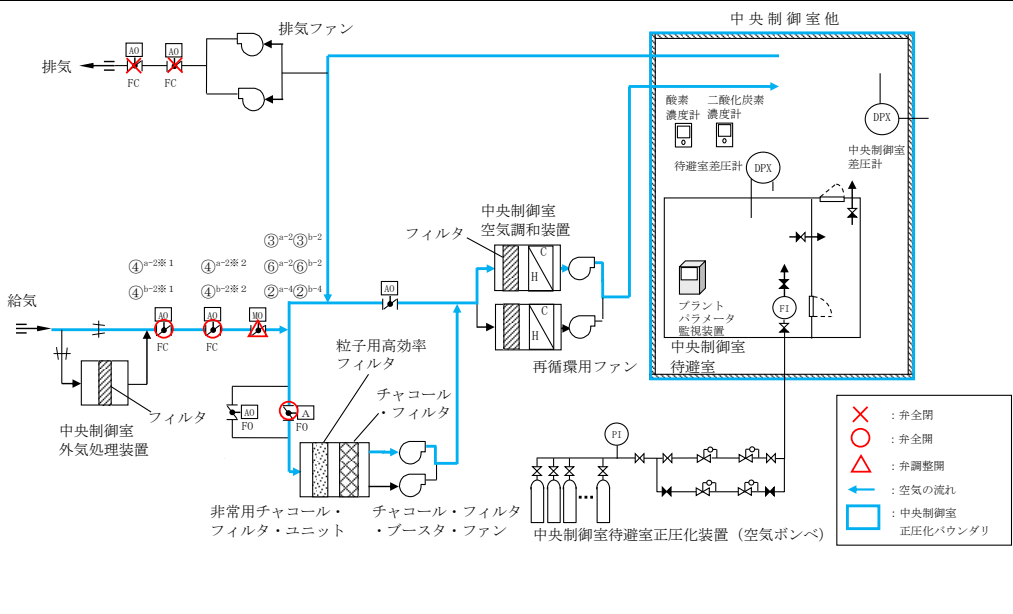 中央制御室他
排気ファン
排気
AO
AO
FC
FC
酸素
濃度計
二酸化炭素
濃度計
DPX
中央制御室
差圧計
待避室差圧計
DPX
中央制御室
空気調和装置
フィルタ
C
H
C
H
再循環用ファン
③a-2③b-2
④a-2※1
④a-2※2
⑥a-2⑥b-2
④b-2※1
④b-2※2
②a-4②b-4
給気
AO
AO
MO
AO
FC
FC
プラント
パラメータ
監視装置
FI
中央制御室
待避室
粒子用高効率
フィルタ
チャコール
・フィルタ
フィルタ
中央制御室
外気処理装置
AO
FO
A
FO
PI
非常用チャコール・
フィルタ・ユニット
チャコール・フィルタ
・ブースタ・ファン
中央制御室待避室正圧化装置（空気ボンベ）
：弁全閉
：弁全開
：弁調整開
：空気の流れ
：中央制御室
正圧化バウンダリ